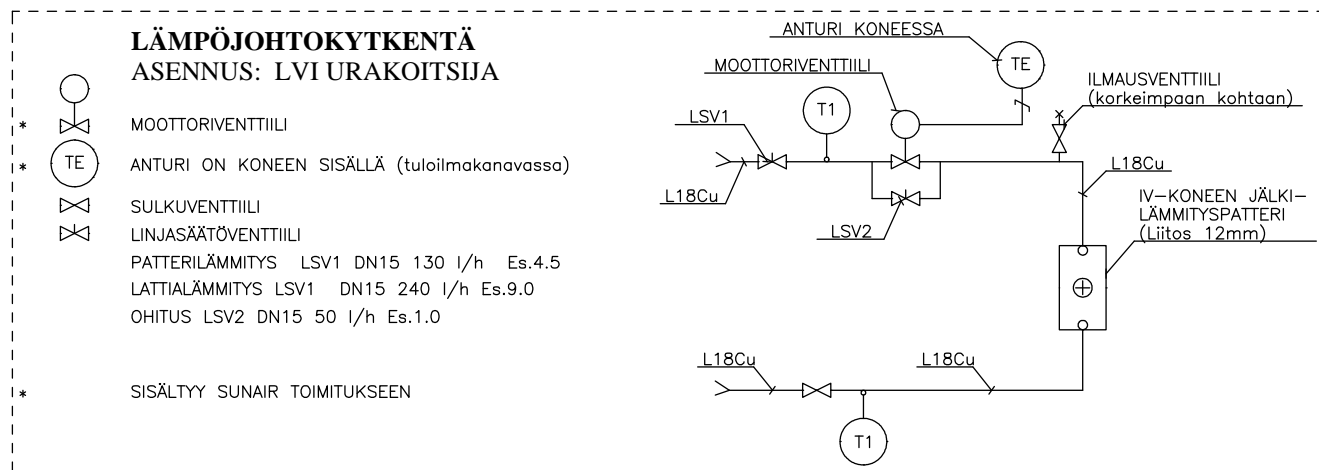 LÄMPÖJOHTOKYTKENTÄ
ASENNUS: LVI URAKOITSIJA
* MOOTTORIVENTTIILI
* TE ANTURI ON KONEEN SISÄLLÄ (tuloilmakanavassa)
SULKUVENTTIILI
LINJASÄÄTÖVENTTIILI
PATTERILÄMMITYS LSV1 DN15 130 l/h Es.4.5
LATTIALÄMMITYS LSV1 DN15 240 l/h Es.9.0
OHITUS LSV2 DN15 50 l/h Es.1.0
* SISÄLTYY SUNAIR TOIMITUKSEEN
ANTURI KONEESSA
TE
MOOTTORIVENTTIILI
ILMAUSVENTTIILI
(korkeimpaan kohtaan)
T1
LSV1
L18Cu
LSV2
L18Cu
IV-KONEEN JÄLKI-
LÄMMITYSPATTERI
(Liitos 12mm)
L18Cu
L18Cu
T1